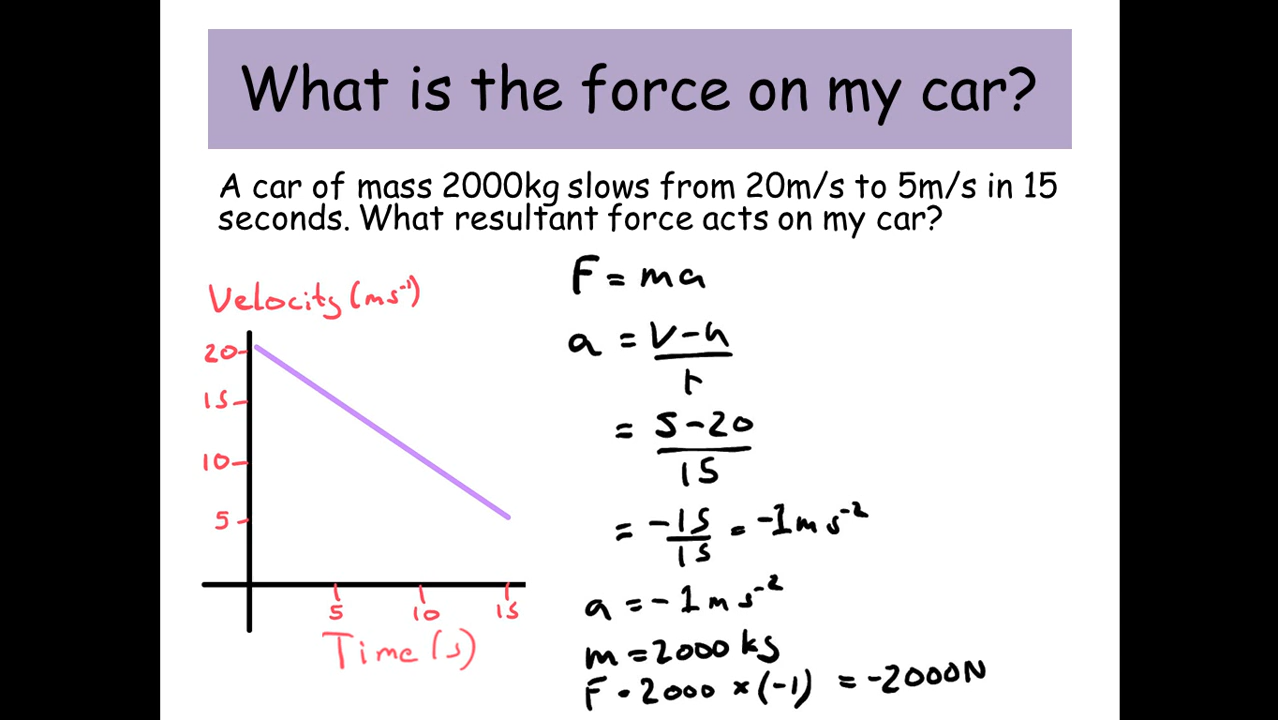 What is the force on my car?
A car of mass 2000kg slows from 20m/s to 5m/s in 15
seconds. What resultant force acts on my car?
Velocity (ms⁻¹)
20
15
10
5
5 10 15
Time (s)
F = ma
a = v-u
t
= 5-20
15
= -15 = -1ms⁻²
15
a = -1ms⁻²
m = 2000 kg
F = 2000 × (-1) = -2000N